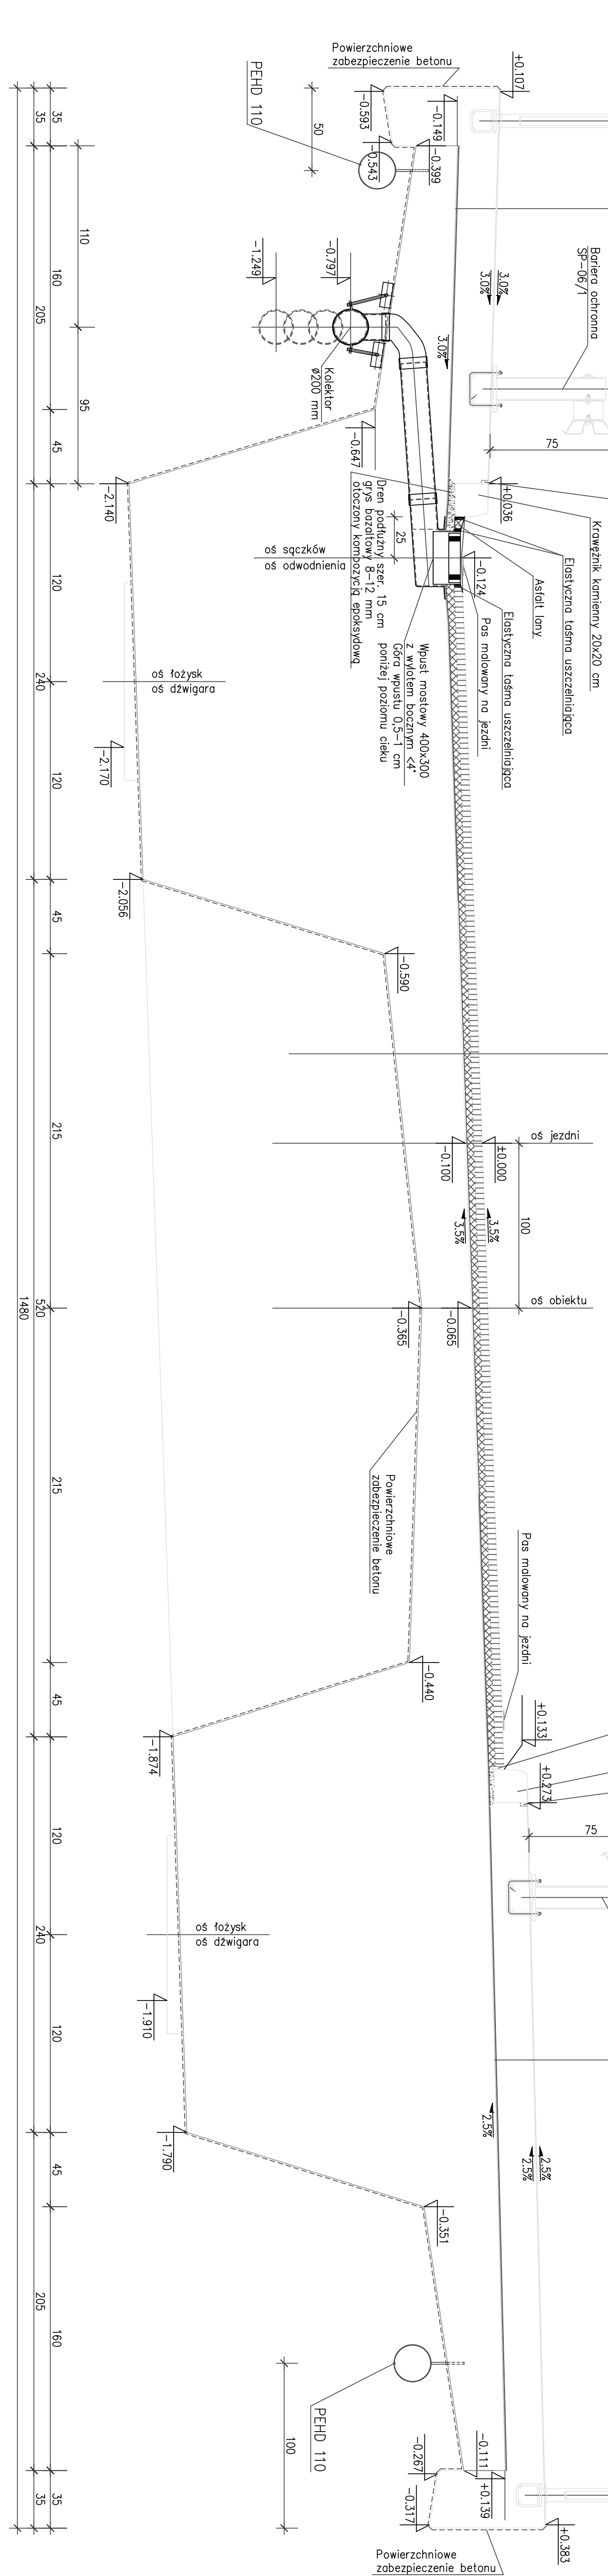 Powierzchniowe
zabezpieczenie betonu
+0.107
-0.593
-0.149
PEHD 110
50
-0.543
-0.399
35
35
110
160
205
95
45
-1.249
-0.797
3.0%
3.0%
3.0%
Bariera ochronna
SP-06/1
Kolektor
ø200 mm
75
-0.647
-2.140
+0.036
Krawężnik kamienny 20x20 cm
Dren podłużny szer. 15 cm
grys bazaltowy 8-12 mm
otoczony kompozycją epoksydową
25
oś sączków
oś odwodnienia
-0.124
Elastyczna taśma uszczelniająca
Asfalt lany
Elastyczna taśma uszczelniająca
Pas malowany na jezdni
Wpust mostowy 400x300
z wylotem bocznym <4°
Góra wpustu 0,5-1 cm
poniżej poziomu cieku
120
240
120
oś łożysk
oś dźwigara
-2.170
-2.056
45
-0.590
215
oś jezdni
-0.100
±0.000
100
3.5%
3.5%
oś obiektu
-0.365
-0.065
520
1480
Powierzchniowe
zabezpieczenie betonu
215
Pas malowany na jezdni
-0.440
45
+0.133
-1.874
+0.273
75
120
240
120
oś łożysk
oś dźwigara
-1.910
2.5%
2.5%
2.5%
-1.790
45
-0.351
205
160
PEHD 110
100
-0.111
-0.267
+0.139
35
35
-0.317
+0.383
Powierzchniowe
zabezpieczenie betonu